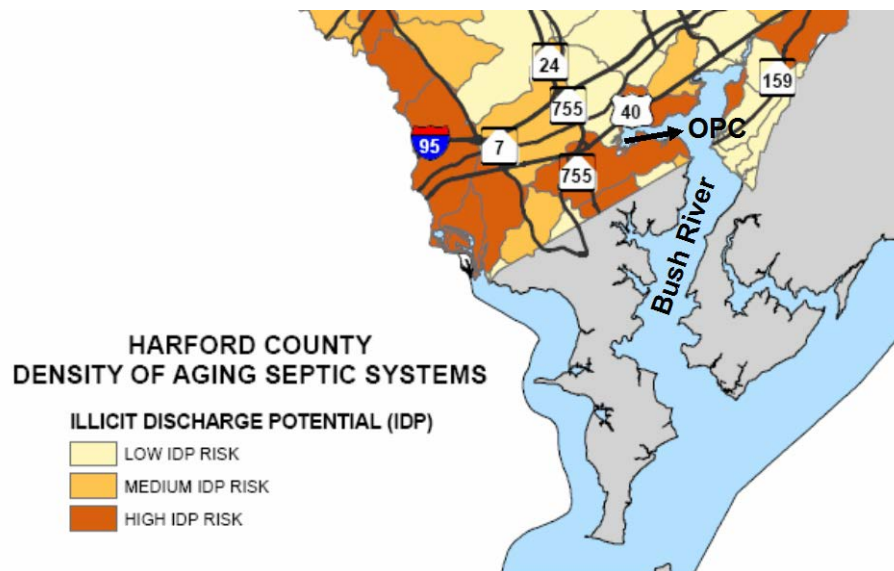 24
159
755
40
OPC
95
7
755
Bush River
HARFORD COUNTY
DENSITY OF AGING SEPTIC SYSTEMS
ILLICIT DISCHARGE POTENTIAL (IDP)
LOW IDP RISK
MEDIUM IDP RISK
HIGH IDP RISK